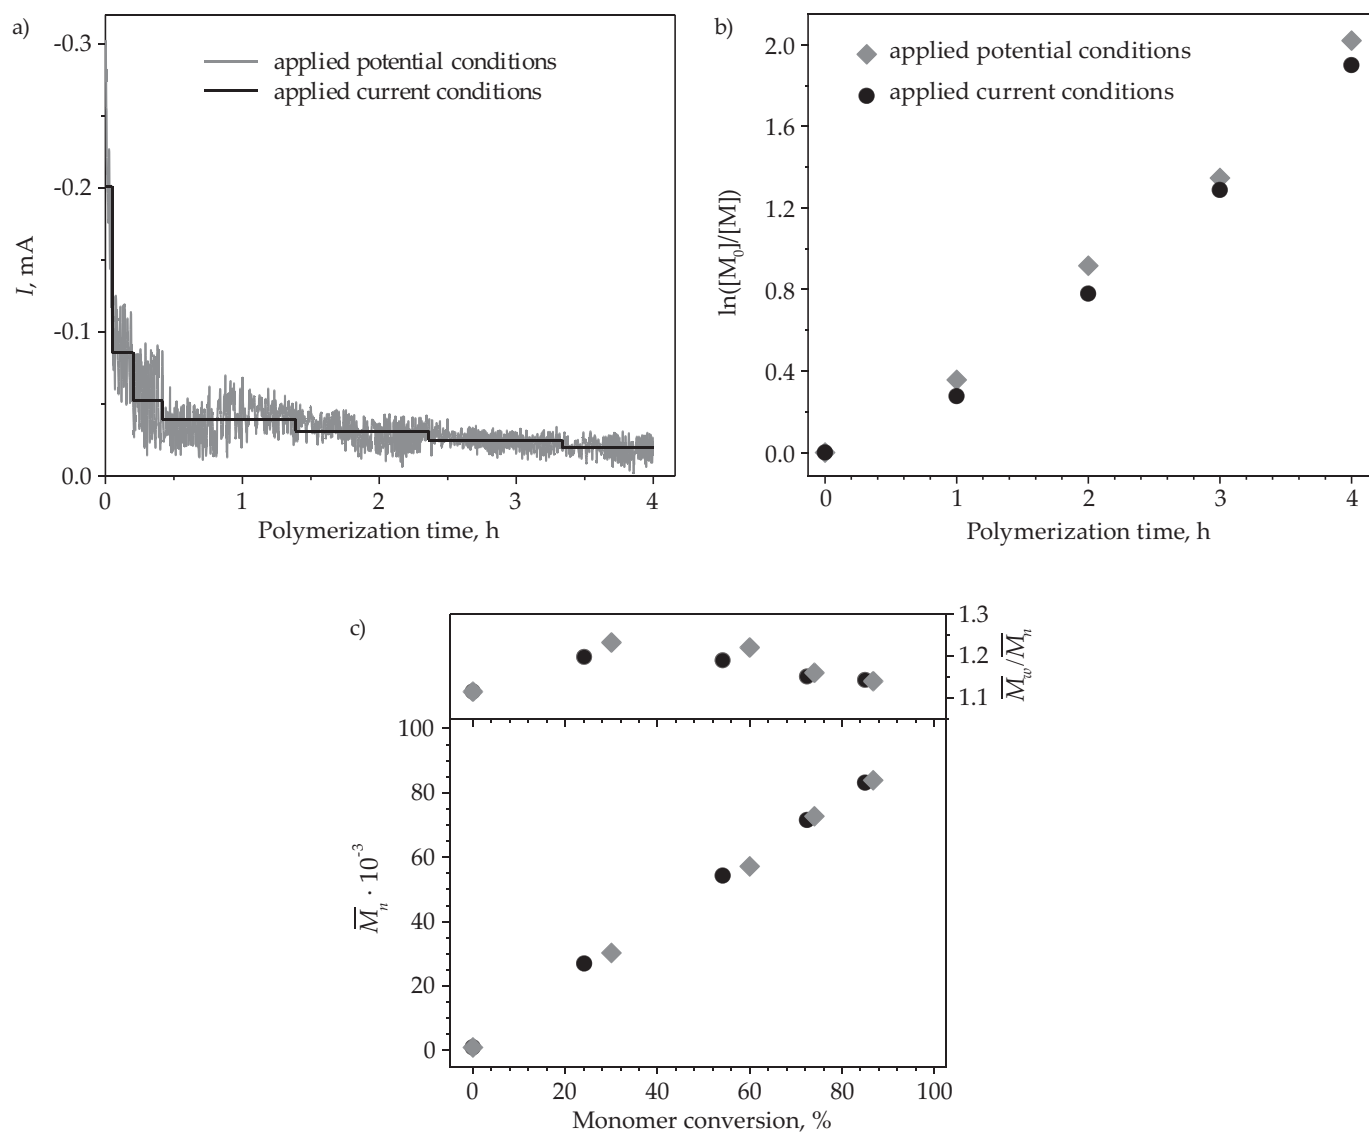 a)
-0.3
-0.2
-0.1
0.0
I, mA
applied potential conditions
applied current conditions
0 1 2 3 4
Polymerization time, h
b)
2.0
1.6
1.2
0.8
0.4
0.0
ln([M₀]/[M])
applied potential conditions
applied current conditions
0 1 2 3 4
Polymerization time, h
c)
1.3
1.2
1.1
M̅w/M̅n
100
80
60
40
20
0
M̅n · 10⁻³
0 20 40 60 80 100
Monomer conversion, %